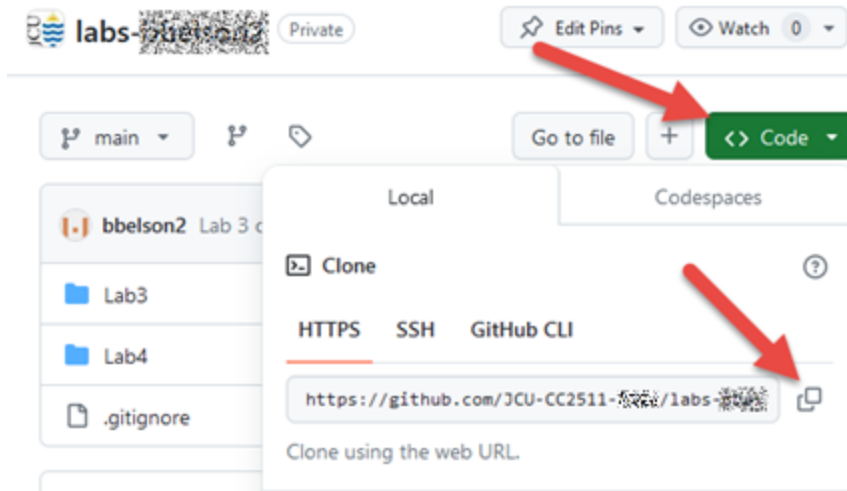 labs- Private Edit Pins Watch 0
main Go to file + Code
Local Codespaces
bbelson2 Lab 3
Clone
Lab3
HTTPS SSH GitHub CLI
Lab4
https://github.com/JCU-CC2511- /labs-
.gitignore
Clone using the web URL.